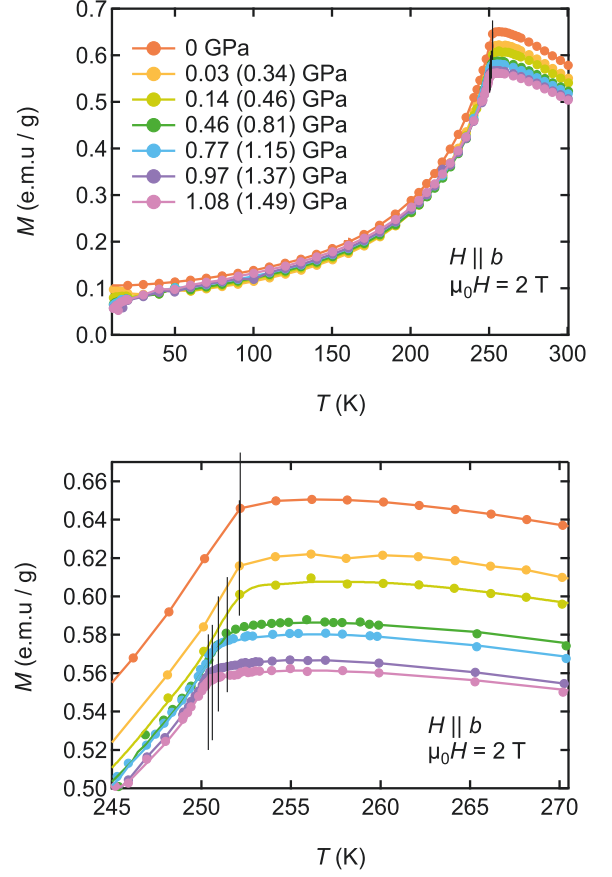 0.7
0.6
0.5
0.4
0.3
0.2
0.1
0.0
M (e.m.u / g)
0 GPa
0.03 (0.34) GPa
0.14 (0.46) GPa
0.46 (0.81) GPa
0.77 (1.15) GPa
0.97 (1.37) GPa
1.08 (1.49) GPa
H || b
μ₀H = 2 T
50 100 150 200 250 300
T (K)
0.66
0.64
0.62
0.60
0.58
0.56
0.54
0.52
0.50
M (e.m.u / g)
H || b
μ₀H = 2 T
245 250 255 260 265 270
T (K)